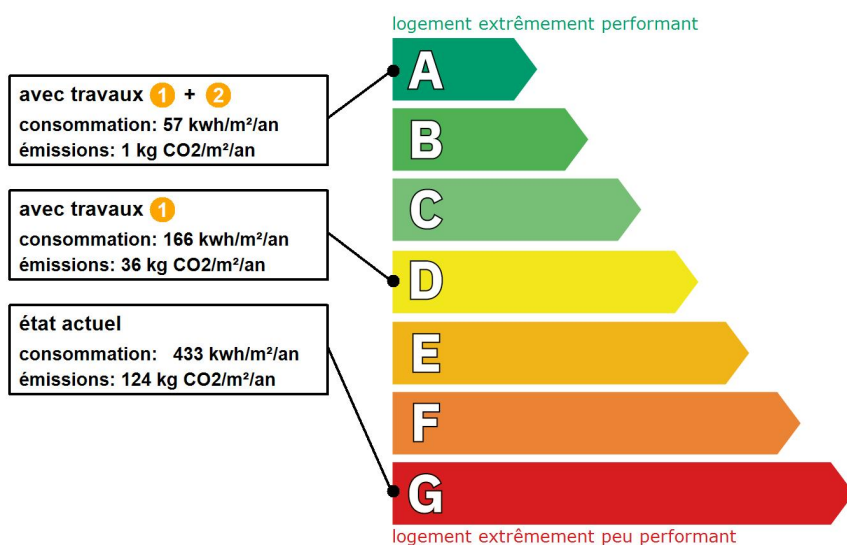 logement extrêmement performant
avec travaux 1 + 2
consommation: 57 kwh/m²/an
émissions: 1 kg CO2/m²/an
avec travaux 1
consommation: 166 kwh/m²/an
émissions: 36 kg CO2/m²/an
état actuel
consommation: 433 kwh/m²/an
émissions: 124 kg CO2/m²/an
A
B
C
D
E
F
G
logement extrêmement peu performant